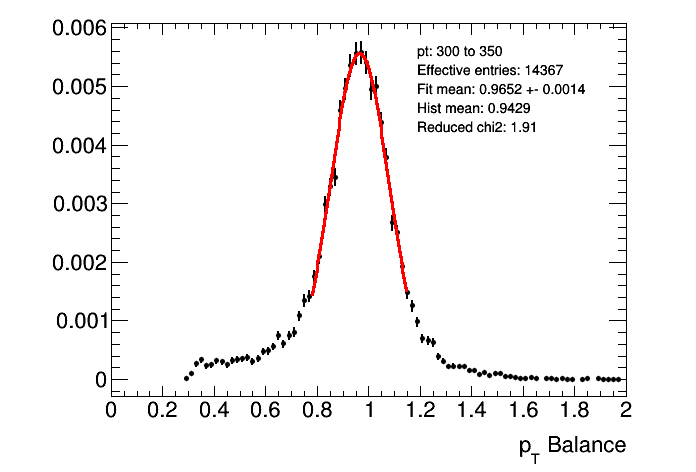 0.006
pt: 300 to 350
Effective entries: 14367
0.005
Fit mean: 0.9652 +- 0.0014
Hist mean: 0.9429
Reduced chi2: 1.91
0.004
0.003
0.002
0.001
0
0 0.2 0.4 0.6 0.8 1 1.2 1.4 1.6 1.8 2
pT Balance